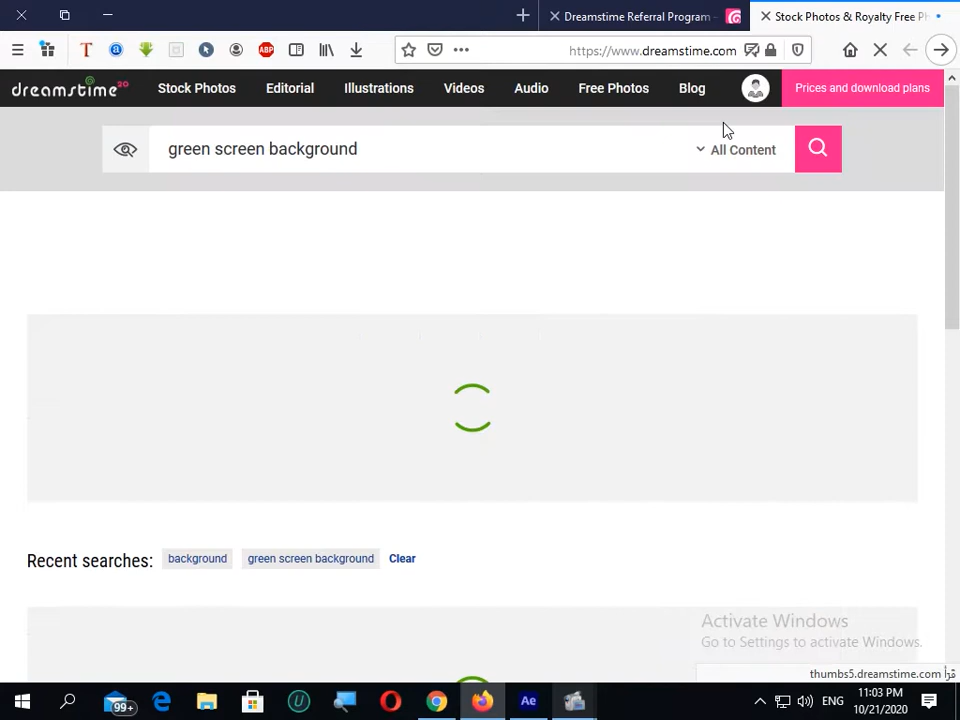 Dreamstime Referral Program -
Stock Photos & Royalty Free P
T
a
ABP
https://www.dreamstime.com
dreamstime
Stock Photos
Editorial
Illustrations
Videos
Audio
Free Photos
Blog
Prices and download plans
green screen background
All Content
Recent searches:
background
green screen background
Clear
Activate Windows
Go to Settings to activate Windows.
thumbs5.dreamstime.com
99+
U
Ae
ENG
11:03 PM
10/21/2020